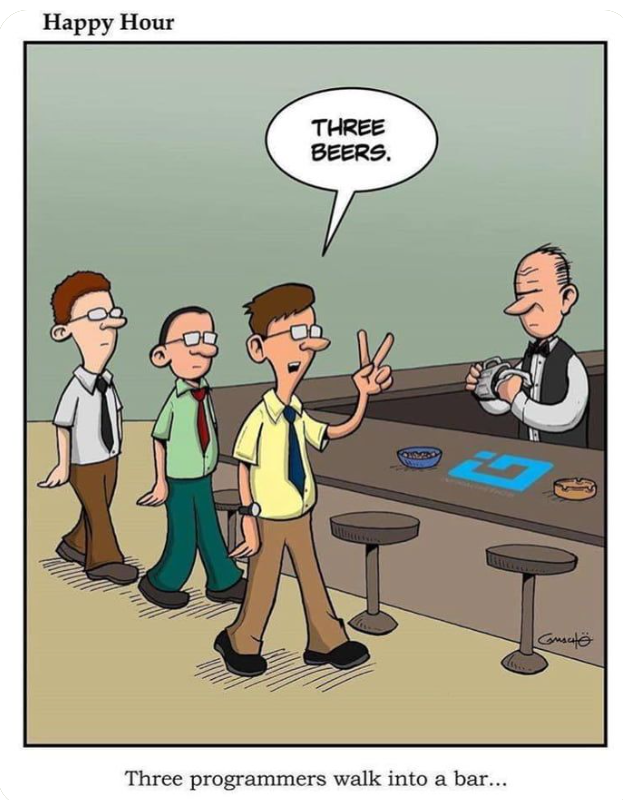 Happy Hour
THREE
BEERS.
Three programmers walk into a bar...